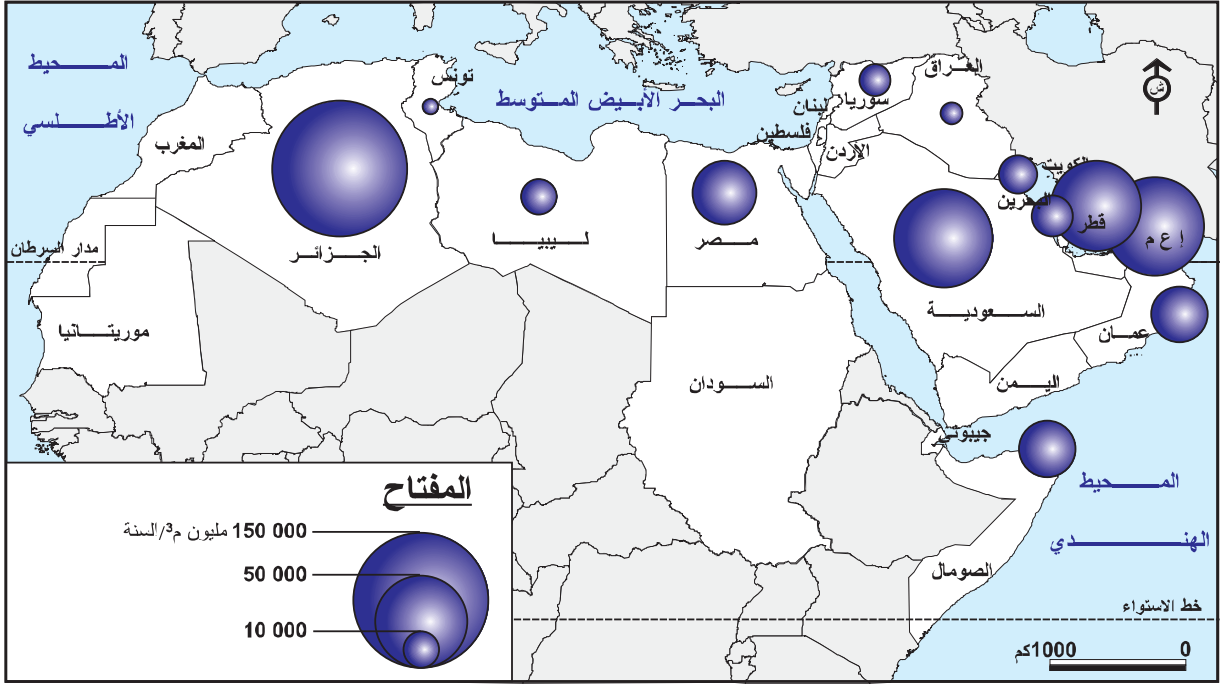 المحيط
الأطلسي
البحر الأبيض المتوسط
المغرب
تونس
الجزائر
ليبيا
مصر
موريتانيا
السودان
مدار السرطان
سوريا
لبنان
فلسطين
الأردن
العراق
الكويت
البحرين
قطر
إ ع م
السعودية
عمان
اليمن
جيبوتي
الصومال
المحيط
الهندي
خط الاستواء
ش
المفتاح
150 000 مليون م³/السنة
50 000
10 000
0
1000كم